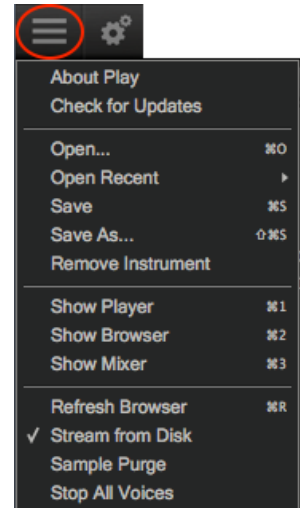 About Play
Check for Updates
Open... ⌘O
Open Recent
Save ⌘S
Save As... ⇧⌘S
Remove Instrument
Show Player ⌘1
Show Browser ⌘2
Show Mixer ⌘3
Refresh Browser ⌘R
✓ Stream from Disk
Sample Purge
Stop All Voices